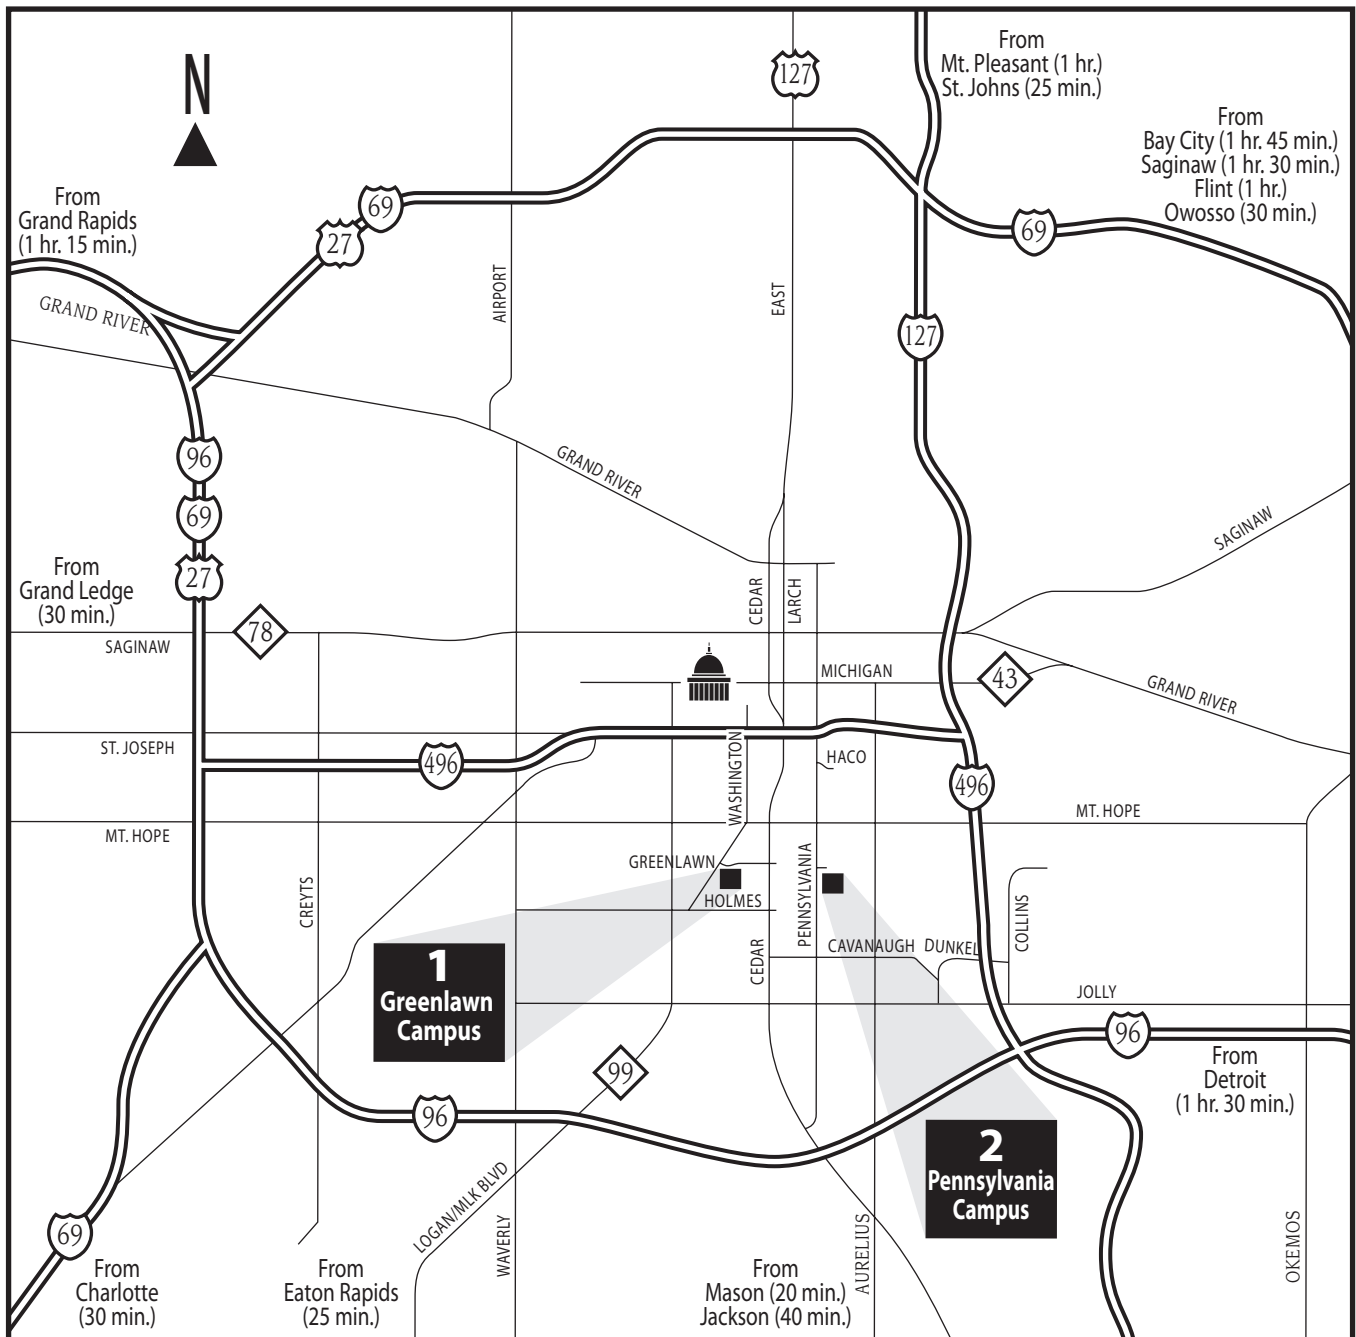 N
127
From
Mt. Pleasant (1 hr.)
St. Johns (25 min.)
From
Bay City (1 hr. 45 min.)
Saginaw (1 hr. 30 min.)
Flint (1 hr.)
Owosso (30 min.)
From
Grand Rapids
(1 hr. 15 min.)
69
27
69
AIRPORT
EAST
GRAND RIVER
127
96
GRAND RIVER
69
SAGINAW
From
Grand Ledge
(30 min.)
27
CEDAR
LARCH
78
SAGINAW
MICHIGAN
43
GRAND RIVER
ST. JOSEPH
496
WASHINGTON
HACO
496
MT. HOPE
MT. HOPE
GREENLAWN
PENNSYLVANIA
CREYTS
HOLMES
COLLINS
CEDAR
CAVANAUGH
DUNKEL
1
Greenlawn
Campus
JOLLY
96
From
Detroit
(1 hr. 30 min.)
99
96
2
Pennsylvania
Campus
LOGAN/MLK BLVD
WAVERLY
AURELIUS
OKEMOS
69
From
Charlotte
(30 min.)
From
Eaton Rapids
(25 min.)
From
Mason (20 min.)
Jackson (40 min.)